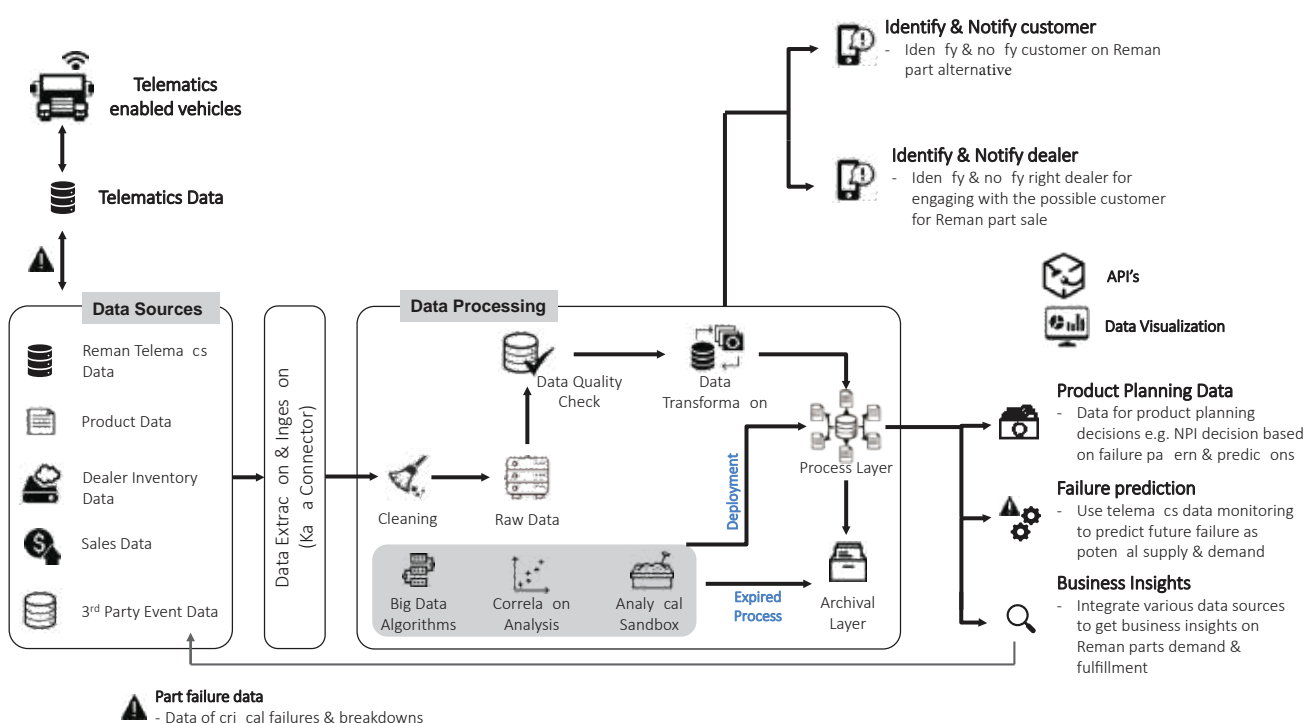 Identify & Notify customer
- Iden fy & no fy customer on Reman
part alternative
Telematics
enabled vehicles
Identify & Notify dealer
- Iden fy & no fy right dealer for
engaging with the possible customer
for Reman part sale
Telematics Data
API's
Data Visualization
Data Sources
Reman Telema cs
Data
Product Data
Dealer Inventory
Data
Sales Data
3rd Party Event Data
Data Extrac on & Inges on
(Ka a Connector)
Data Processing
Data Quality
Check
Data
Transforma on
Cleaning
Raw Data
Process Layer
Deployment
Big Data
Algorithms
Correla on
Analysis
Analy cal
Sandbox
Expired
Process
Archival
Layer
Product Planning Data
- Data for product planning
decisions e.g. NPI decision based
on failure pa ern & predic ons
Failure prediction
- Use telema cs data monitoring
to predict future failure as
poten al supply & demand
Business Insights
- Integrate various data sources
to get business insights on
Reman parts demand &
fulfillment
Part failure data
- Data of cri cal failures & breakdowns